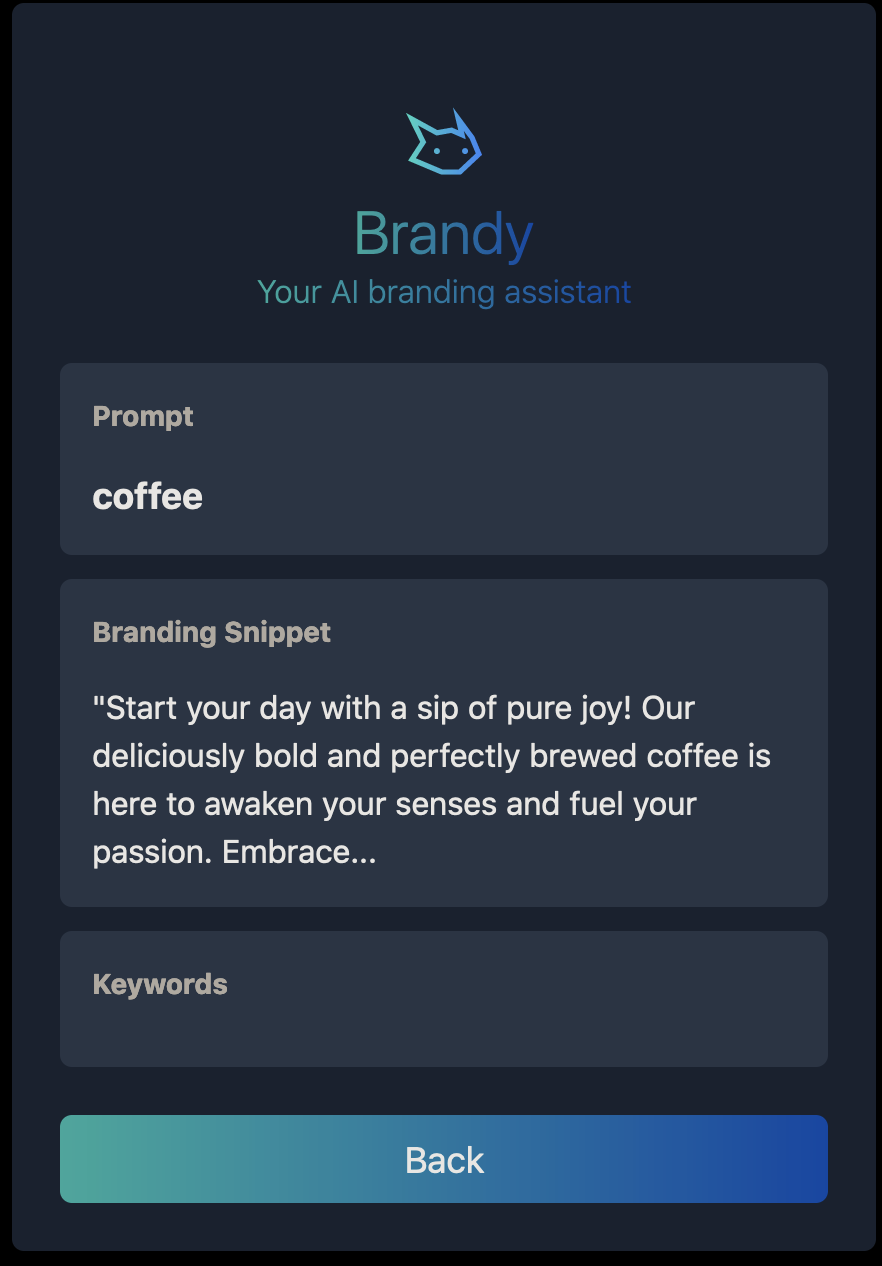 Brandy
Your AI branding assistant
Prompt
coffee
Branding Snippet
"Start your day with a sip of pure joy! Our
deliciously bold and perfectly brewed coffee is
here to awaken your senses and fuel your
passion. Embrace...
Keywords
Back